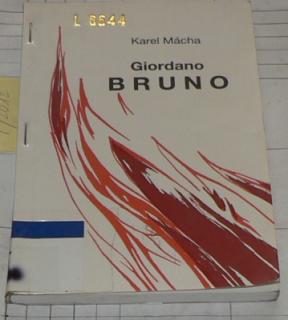 L 6544
Karel Mácha
Giordano
BRUNO